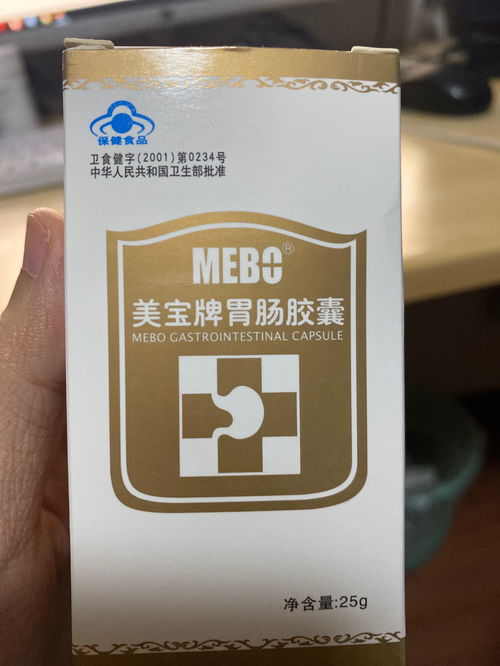 保健食品
卫食健字(2001)第0234号
中华人民共和国卫生部批准
MEBO®
美宝牌胃肠胶囊
MEBO GASTROINTESTINAL CAPSULE
净含量:25g